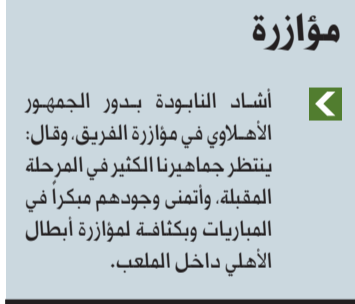 مؤازرة
أشاد النابودة بدور الجمهور
الأهلاوي في مؤازرة الفريق، وقال:
ينتظر جماهيرنا الكثير في المرحلة
المقبلة، وأتمنى وجودهم مبكراً في
المباريات وبكثافة لمؤازرة أبطال
الأهلي داخل الملعب.